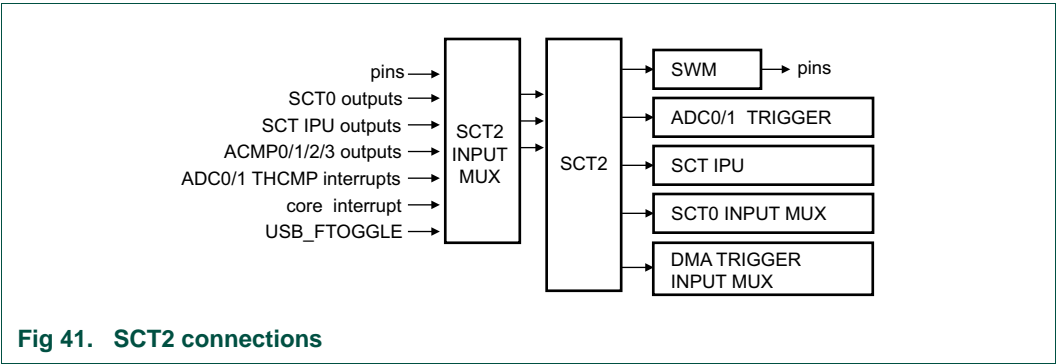 pins
SCT0 outputs
SCT IPU outputs
ACMP0/1/2/3 outputs
ADC0/1 THCMP interrupts
core interrupt
USB_FTOGGLE
SCT2
INPUT
MUX
SCT2
SWM
pins
ADC0/1 TRIGGER
SCT IPU
SCT0 INPUT MUX
DMA TRIGGER
INPUT MUX
Fig 41. SCT2 connections